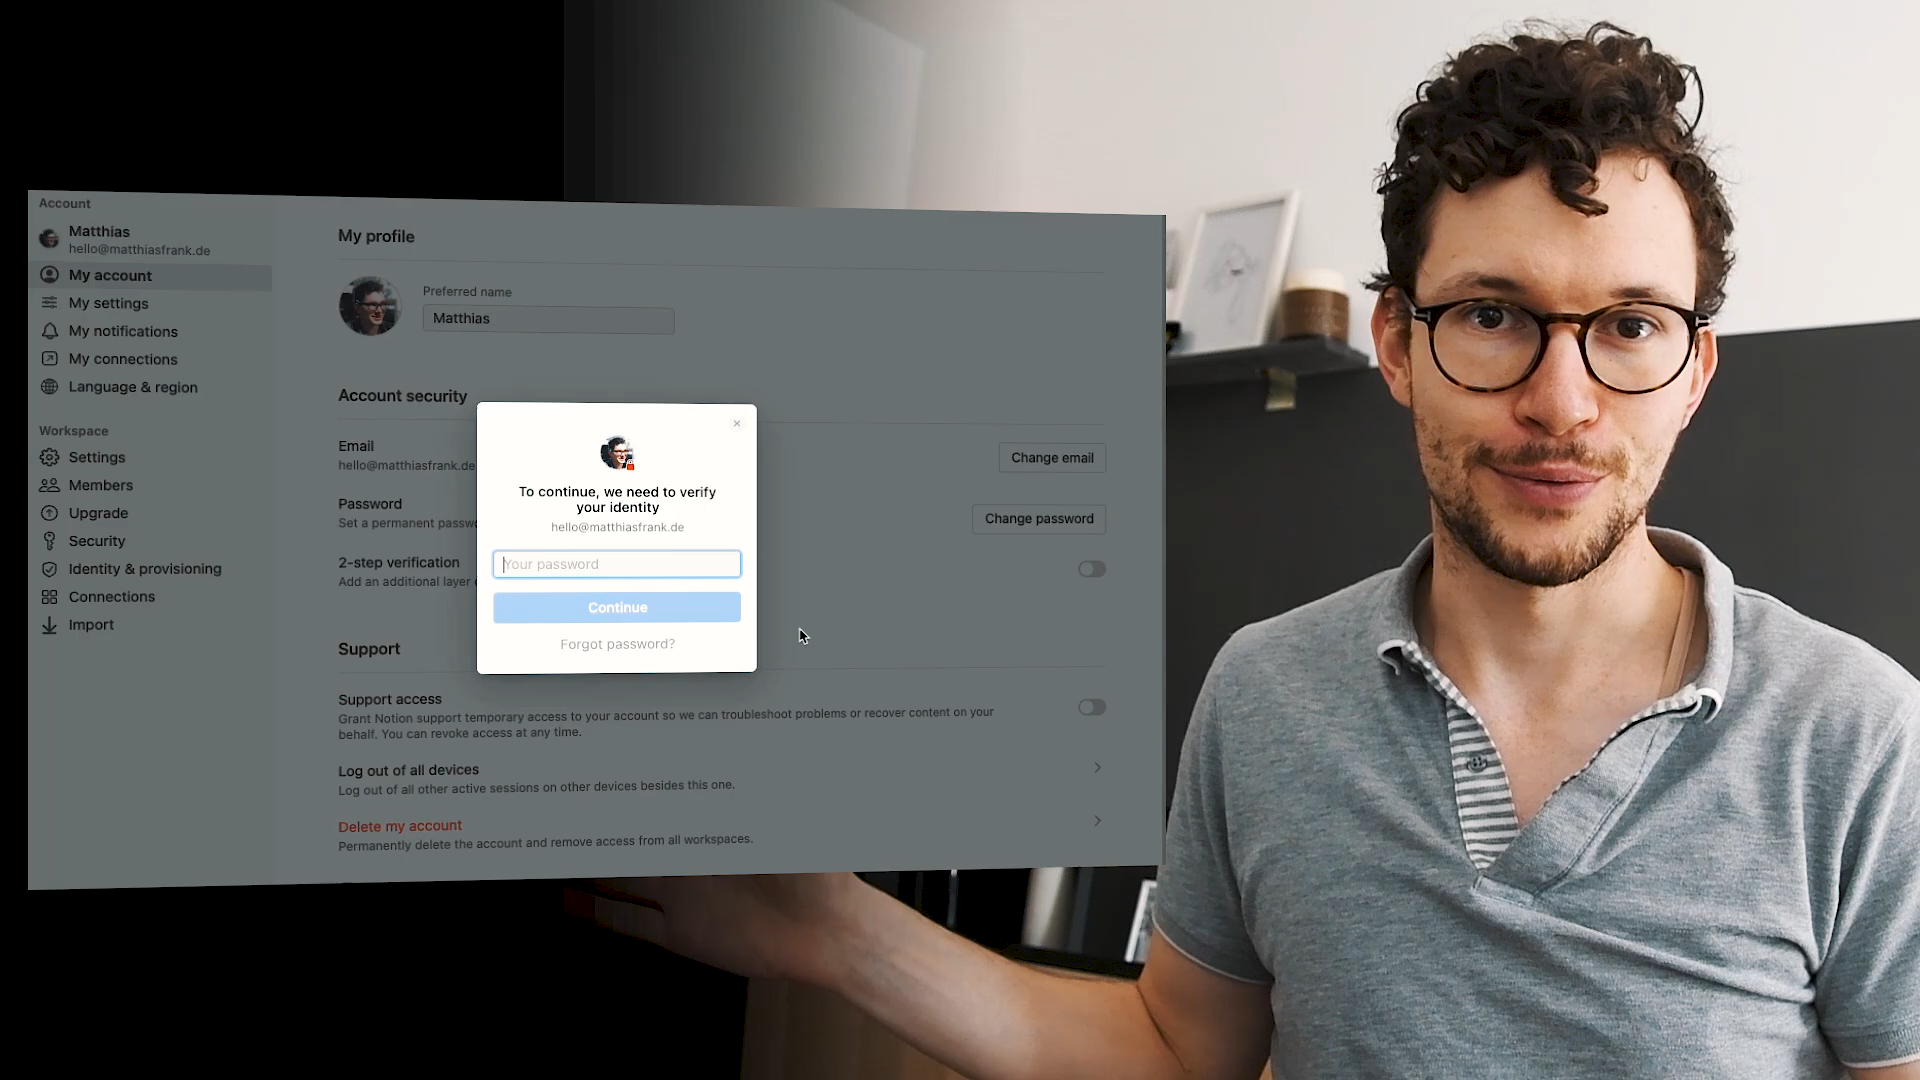 Account
Matthias
hello@matthiasfrank.de
My account
My settings
My notifications
My connections
Language & region
Workspace
Settings
Members
Upgrade
Security
Identity & provisioning
Connections
Import
My profile
Preferred name
Matthias
Account security
Email
hello@matthiasfrank.de
Change email
Password
Set a permanent passw
Change password
2-step verification
Add an additional layer
To continue, we need to verify
your identity
hello@matthiasfrank.de
Your password
Continue
Forgot password?
Support
Support access
Grant Notion support temporary access to your account so we can troubleshoot problems or recover content on your
behalf. You can revoke access at any time.
Log out of all devices
Log out of all other active sessions on other devices besides this one.
Delete my account
Permanently delete the account and remove access from all workspaces.